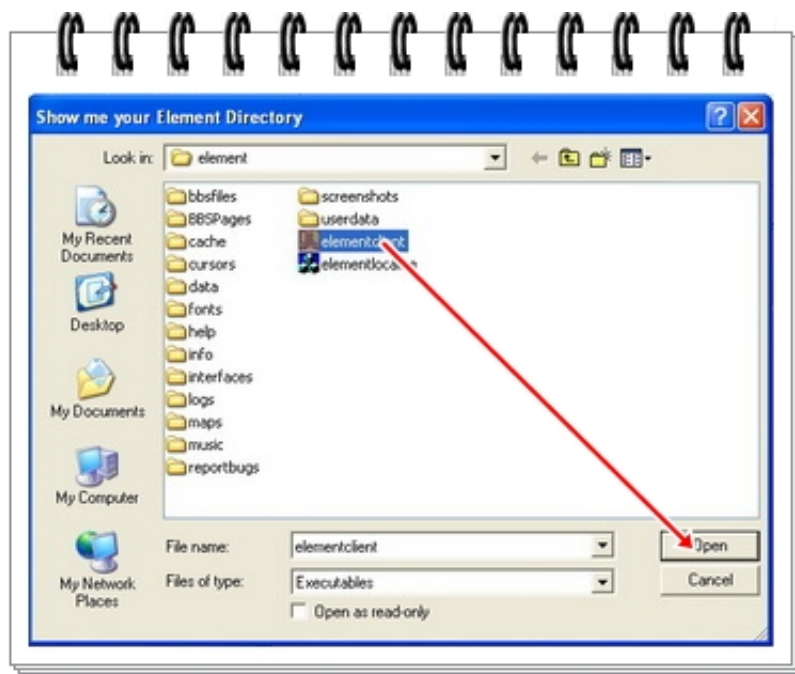 Show me your Element Directory
Look in: element
My Recent Documents
Desktop
My Documents
My Computer
My Network Places
bbsfiles
BBSPages
cache
cursors
data
fonts
help
info
interfaces
logs
maps
music
reportbugs
screenshots
userdata
elementclient
File name: elementclient
Open
Files of type: Executables
Cancel
Open as read-only